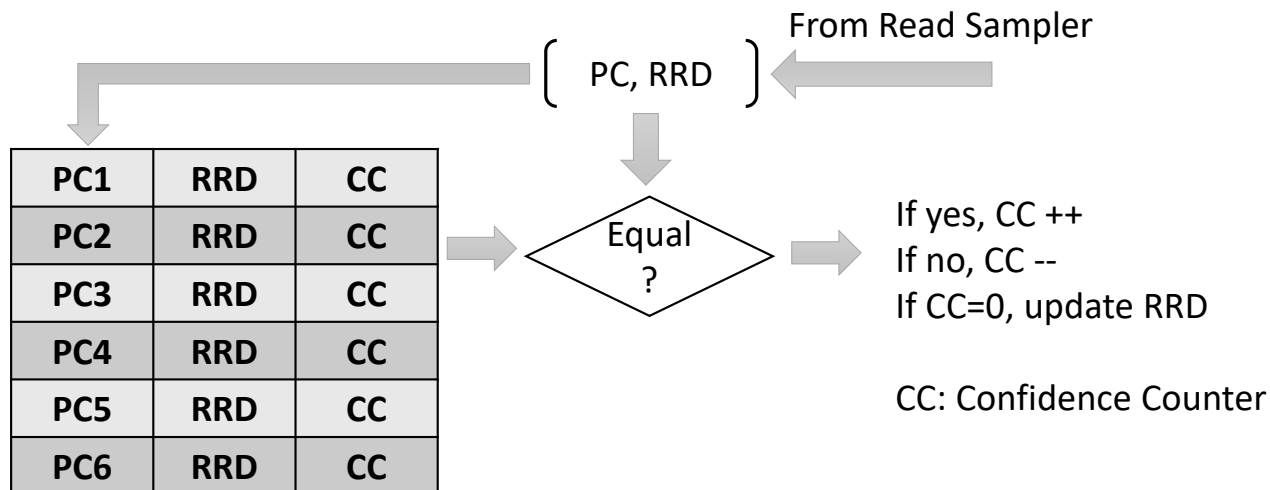 From Read Sampler
PC, RRD
PC1 RRD CC
PC2 RRD CC
PC3 RRD CC
PC4 RRD CC
PC5 RRD CC
PC6 RRD CC
Equal
?
If yes, CC ++
If no, CC --
If CC=0, update RRD
CC: Confidence Counter